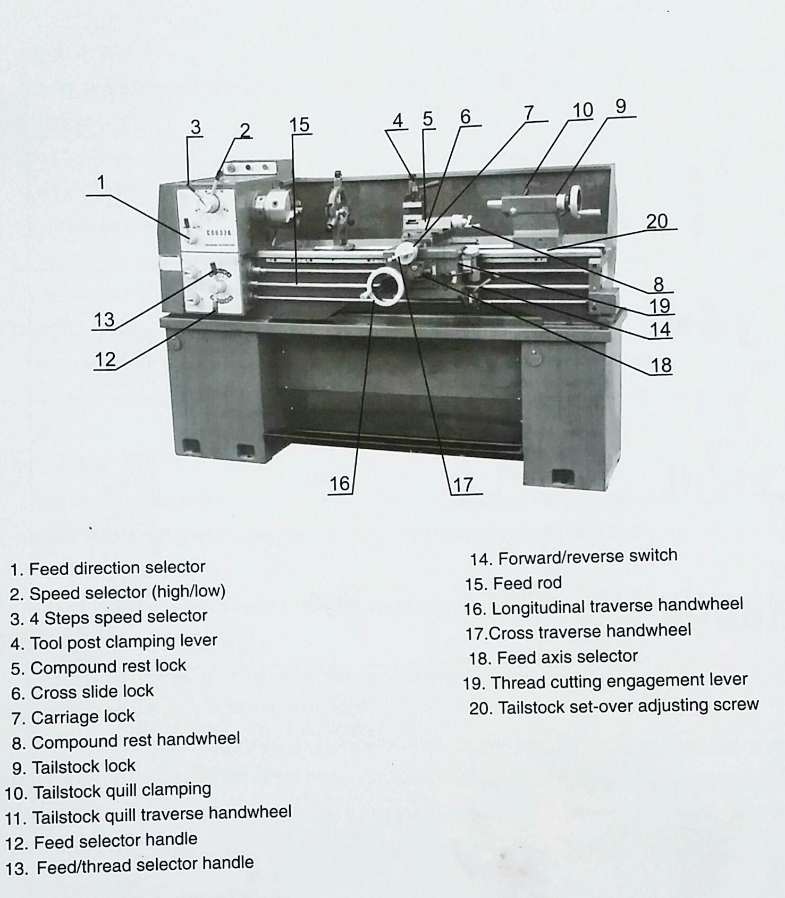 3
2
15
4
5
6
7
10
9
1
C0637A
20
8
19
14
18
13
12
16
17
1. Feed direction selector
2. Speed selector (high/low)
3. 4 Steps speed selector
4. Tool post clamping lever
5. Compound rest lock
6. Cross slide lock
7. Carriage lock
8. Compound rest handwheel
9. Tailstock lock
10. Tailstock quill clamping
11. Tailstock quill traverse handwheel
12. Feed selector handle
13. Feed/thread selector handle
14. Forward/reverse switch
15. Feed rod
16. Longitudinal traverse handwheel
17.Cross traverse handwheel
18. Feed axis selector
19. Thread cutting engagement lever
20. Tailstock set-over adjusting screw